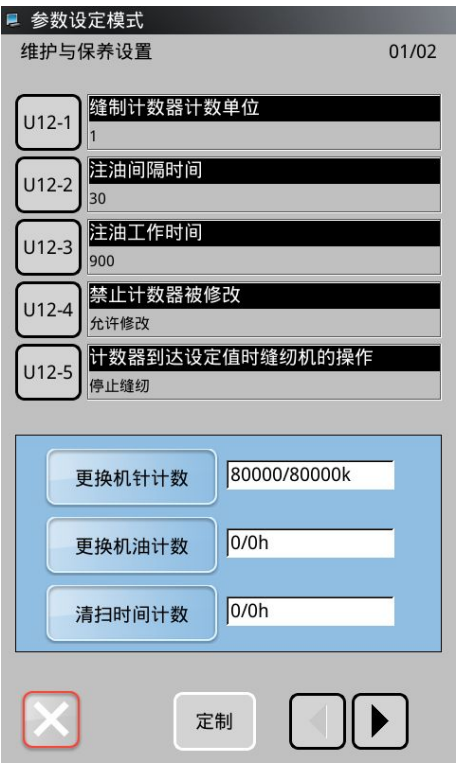 参数设定模式
维护与保养设置 01/02
U12-1 缝制计数器计数单位
1
U12-2 注油间隔时间
30
U12-3 注油工作时间
900
U12-4 禁止计数器被修改
允许修改
U12-5 计数器到达设定值时缝纫机的操作
停止缝纫
更换机针计数 80000/80000k
更换机油计数 0/0h
清扫时间计数 0/0h
定制